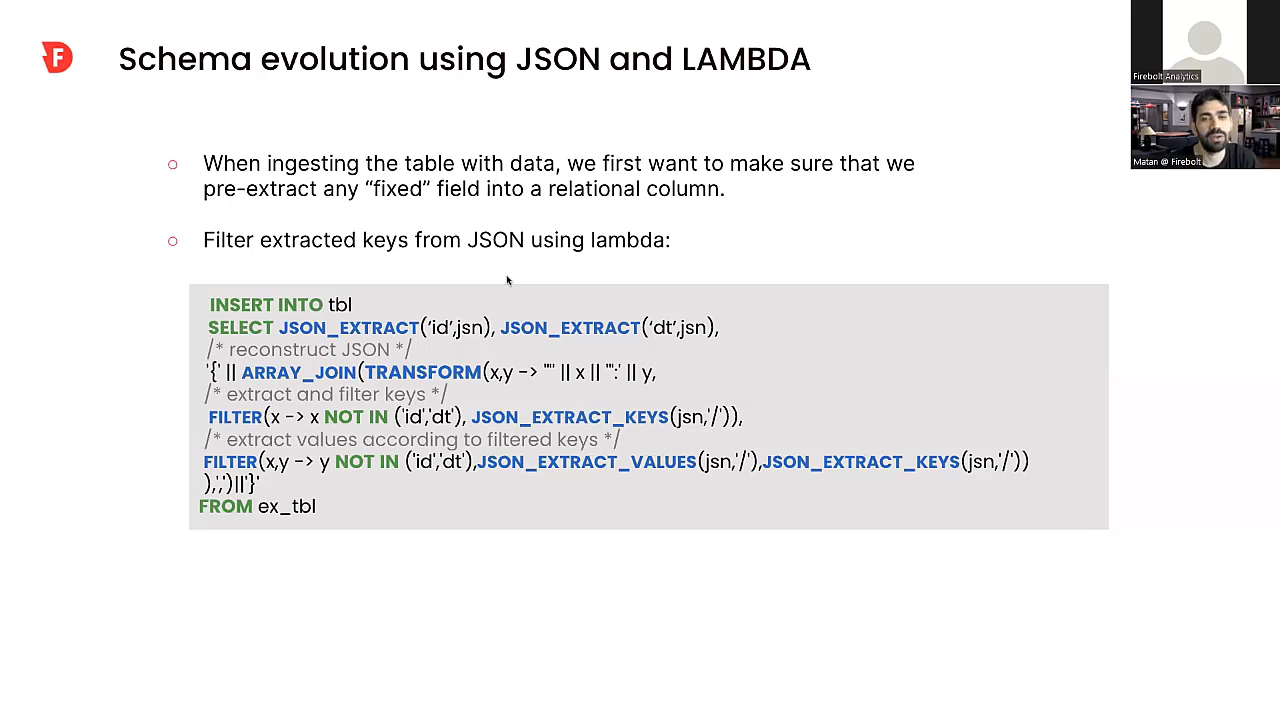 F
Schema evolution using JSON and LAMBDA
Firebolt Analytics
Matan @ Firebolt
○ When ingesting the table with data, we first want to make sure that we
pre-extract any “fixed” field into a relational column.
○ Filter extracted keys from JSON using lambda:
INSERT INTO tbl
SELECT JSON_EXTRACT(‘id’,jsn), JSON_EXTRACT(‘dt’,jsn),
/* reconstruct JSON */
'{' || ARRAY_JOIN(TRANSFORM(x,y -> '"' || x || '":' || y,
/* extract and filter keys */
FILTER(x -> x NOT IN ('id','dt'), JSON_EXTRACT_KEYS(jsn,'/')),
/* extract values according to filtered keys */
FILTER(x,y -> y NOT IN ('id','dt'),JSON_EXTRACT_VALUES(jsn,'/'),JSON_EXTRACT_KEYS(jsn,'/'))
),',')||'}'
FROM ex_tbl